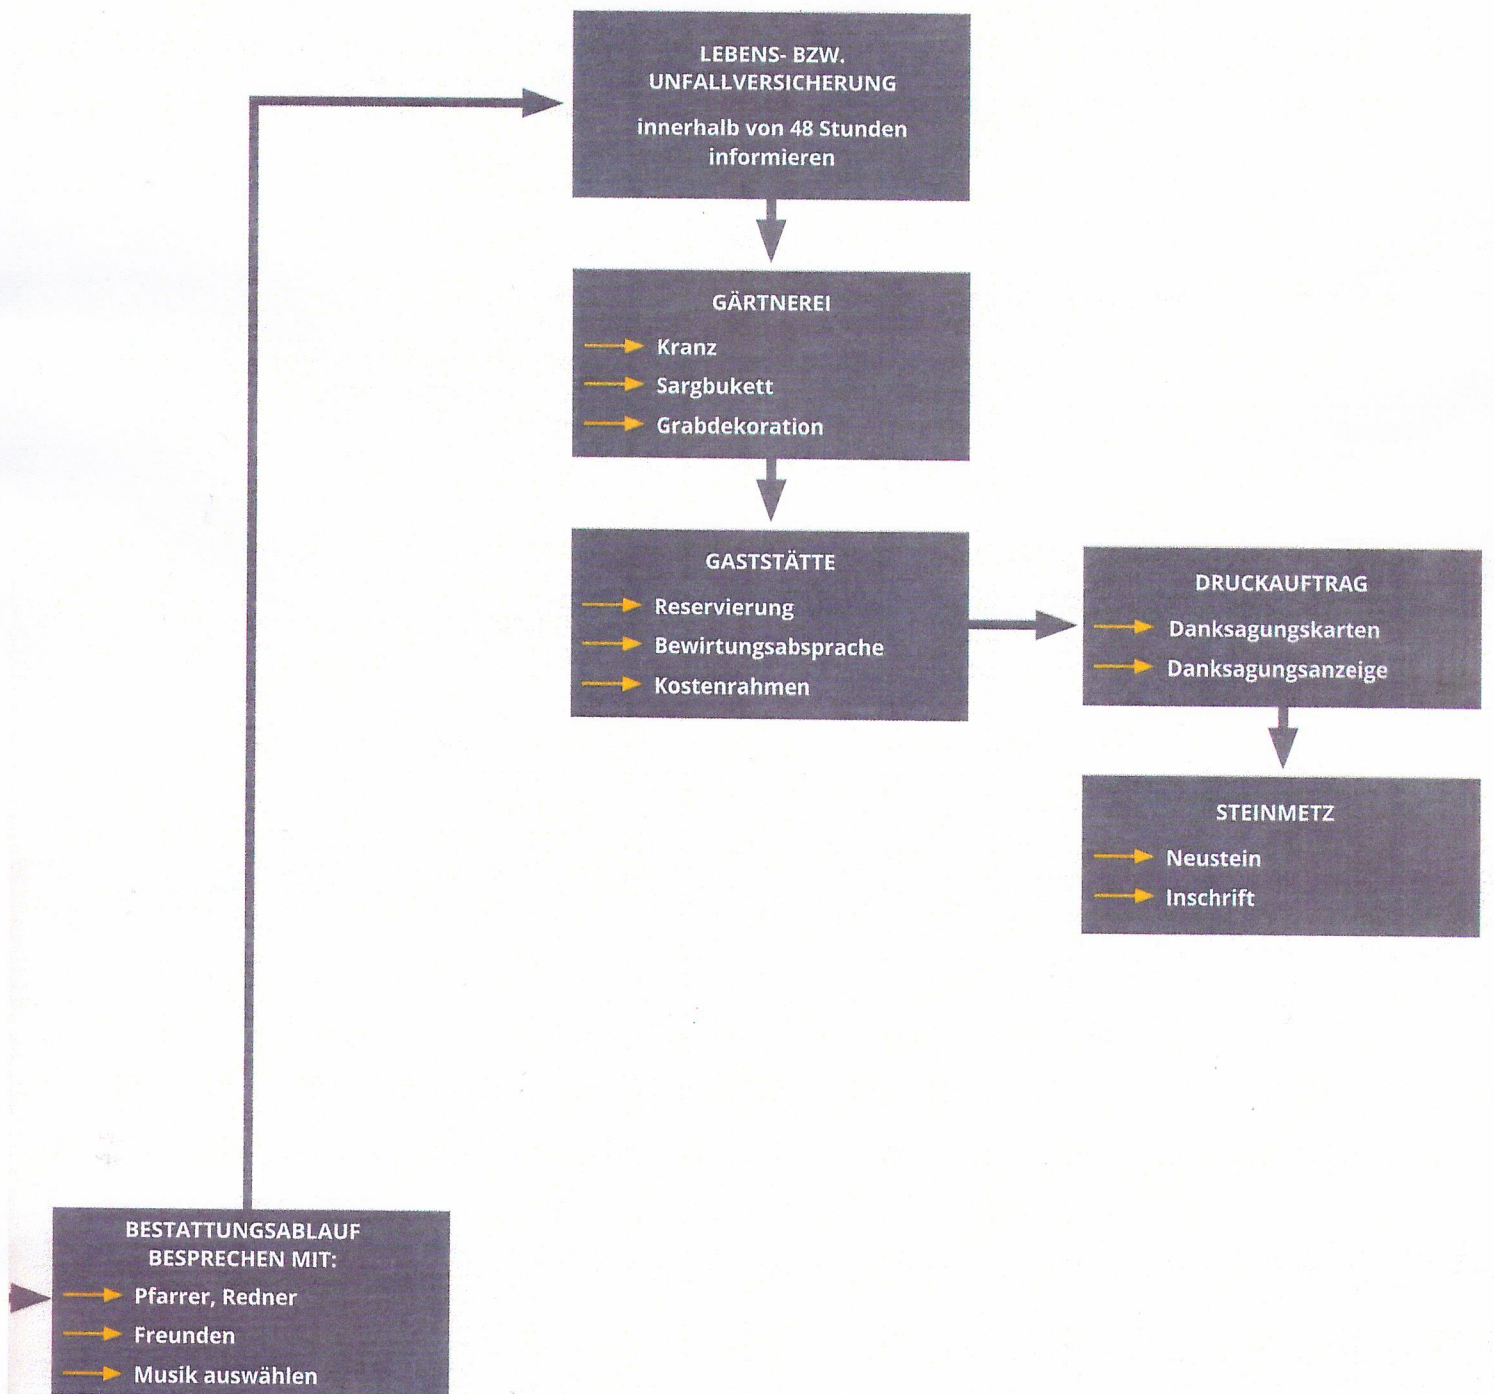 LEBENS- BZW.
UNFALLVERSICHERUNG
innerhalb von 48 Stunden
informieren
GÄRTNEREI
Kranz
Sargbukett
Grabdekoration
GASTSTÄTTE
Reservierung
Bewirtungsabsprache
Kostenrahmen
DRUCKAUFTRAG
Danksagungskarten
Danksagungsanzeige
STEINMETZ
Neustein
Inschrift
BESTATTUNGSABLAUF
BESPRECHEN MIT:
Pfarrer, Redner
Freunden
Musik auswählen